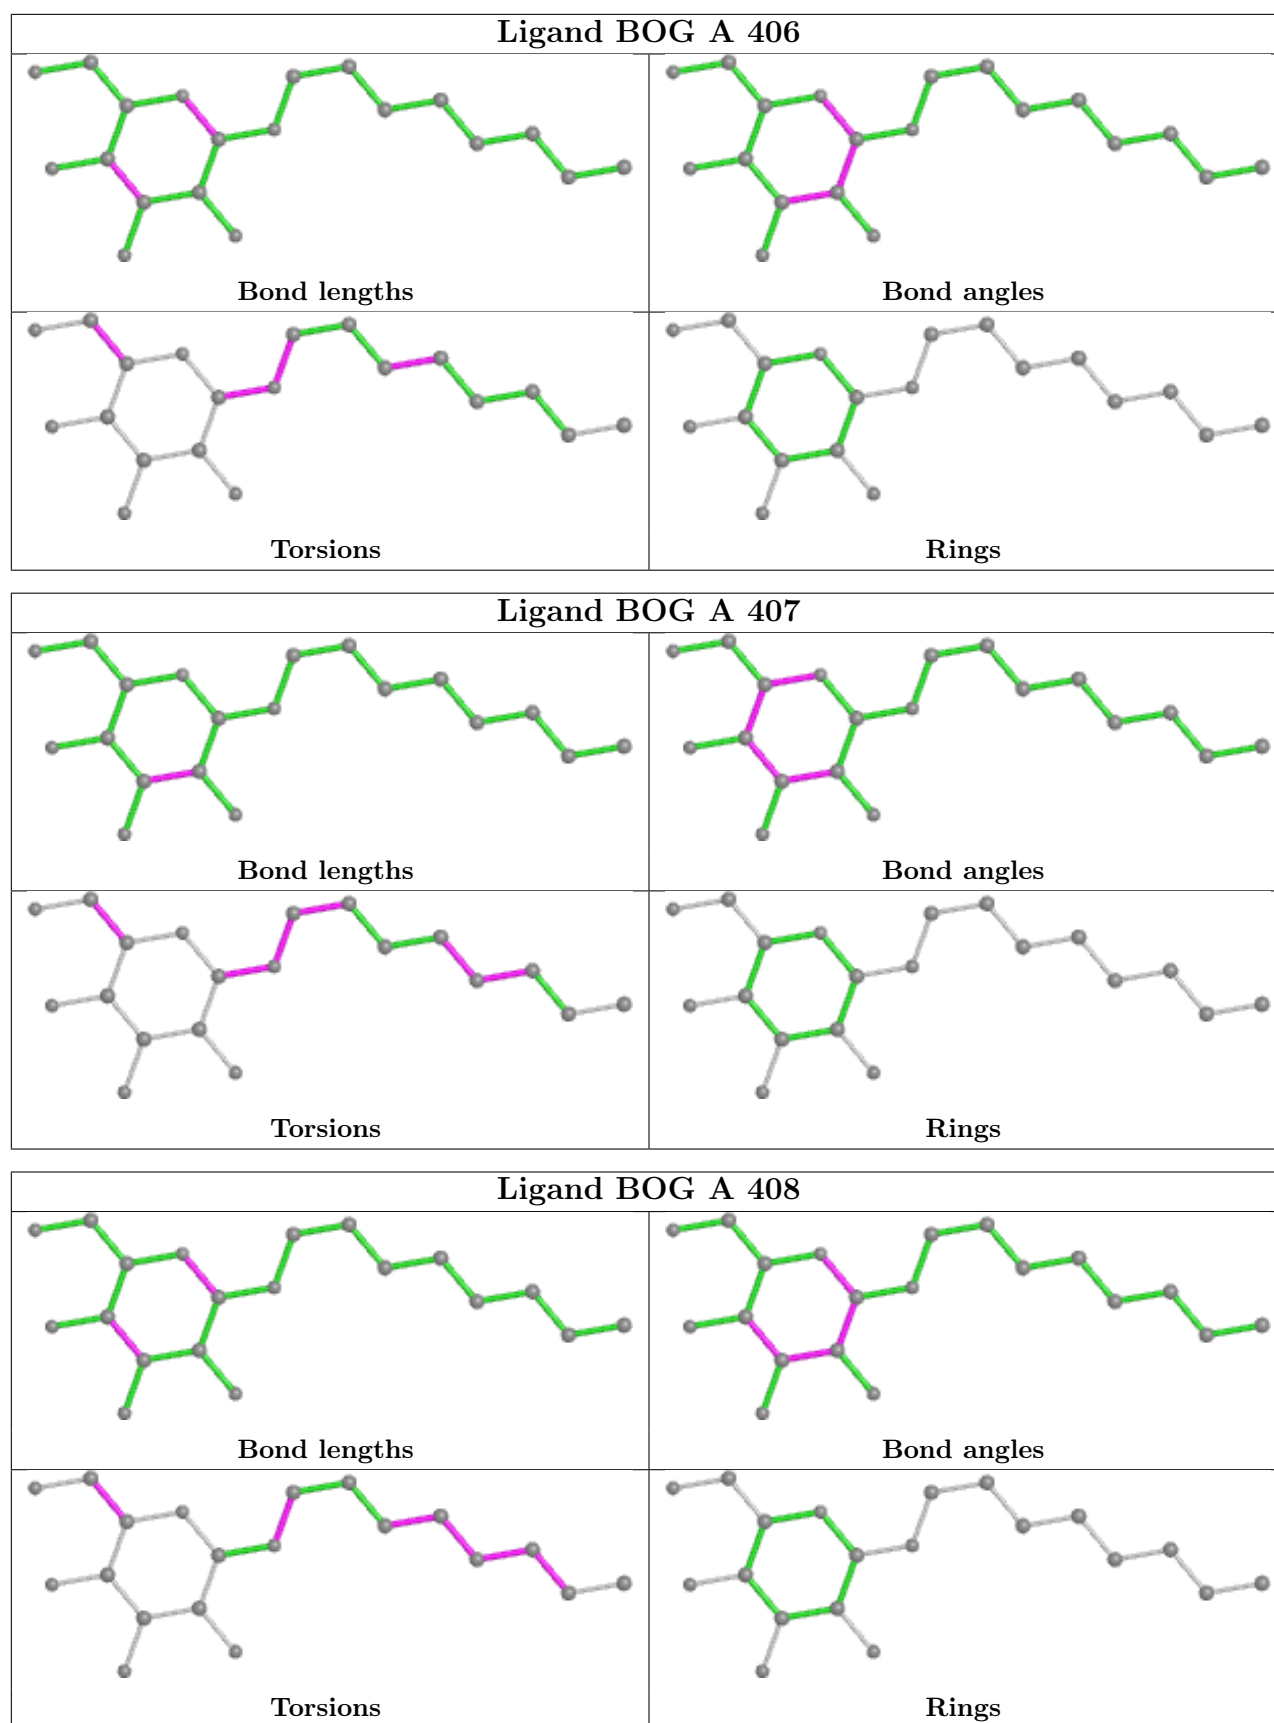 Ligand BOG A 406
Bond lengths
Bond angles
Torsions
Rings
Ligand BOG A 407
Bond lengths
Bond angles
Torsions
Rings
Ligand BOG A 408
Bond lengths
Bond angles
Torsions
Rings